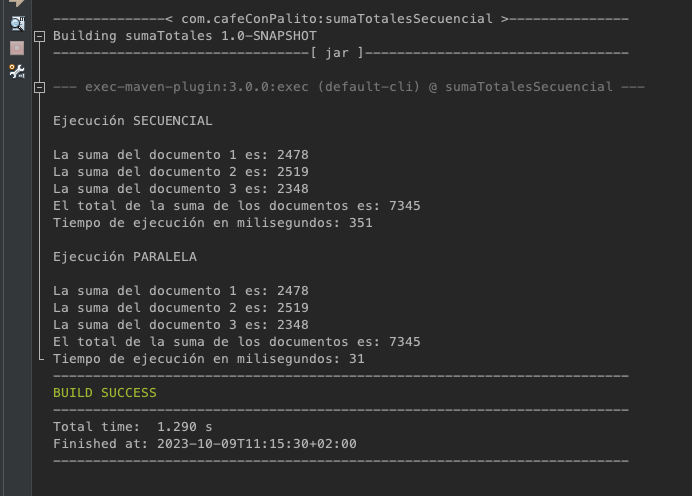 --------------< com.cafeConPalito:sumaTotalesSecuencial >---------------
Building sumaTotales 1.0-SNAPSHOT
--------------------------------[ jar ]---------------------------------
--- exec-maven-plugin:3.0.0:exec (default-cli) @ sumaTotalesSecuencial ---
Ejecución SECUENCIAL
La suma del documento 1 es: 2478
La suma del documento 2 es: 2519
La suma del documento 3 es: 2348
El total de la suma de los documentos es: 7345
Tiempo de ejecución en milisegundos: 351
Ejecución PARALELA
La suma del documento 1 es: 2478
La suma del documento 2 es: 2519
La suma del documento 3 es: 2348
El total de la suma de los documentos es: 7345
Tiempo de ejecución en milisegundos: 31
------------------------------------------------------------------------
BUILD SUCCESS
------------------------------------------------------------------------
Total time:  1.290 s
Finished at: 2023-10-09T11:15:30+02:00
------------------------------------------------------------------------